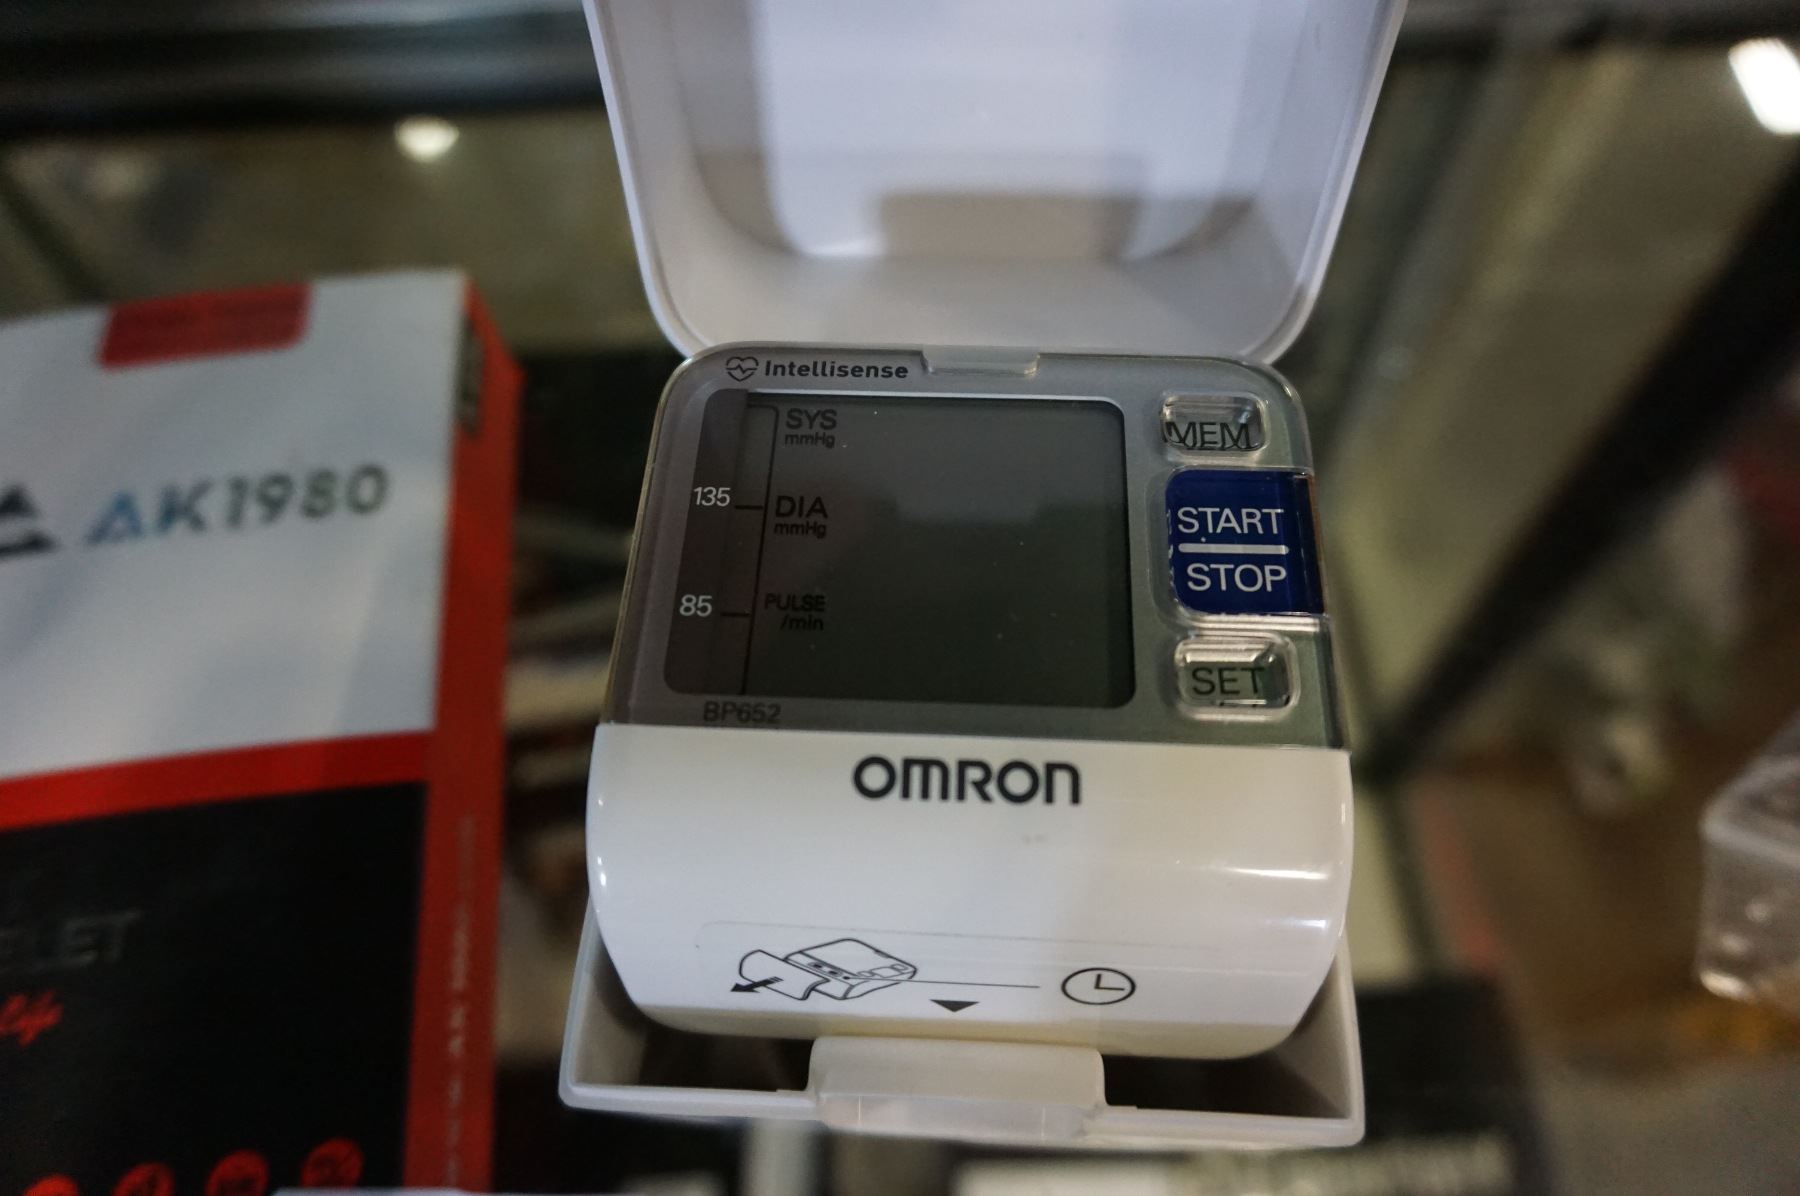 Intellisense
SYS
mmHg
MEM
135
DIA
mmHg
START
STOP
85
PULSE
/min
SET
BP652
OMRON
AK1980